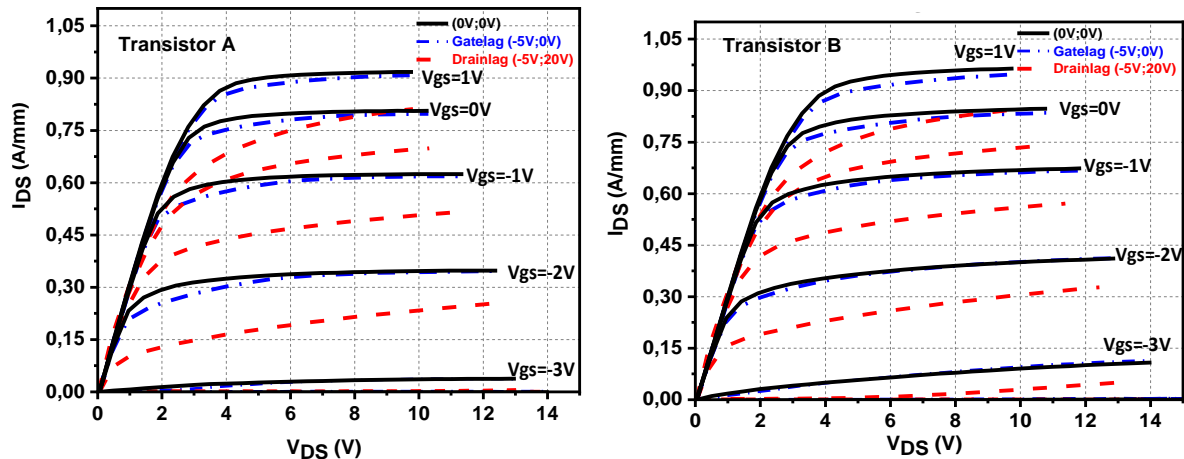 Transistor A
(0V;0V)
Gatelag (-5V;0V)
Drainlag (-5V;20V)
Vgs=1V
Vgs=0V
Vgs=-1V
Vgs=-2V
Vgs=-3V
1,05
0,90
0,75
0,60
0,45
0,30
0,15
0,00
IDS (A/mm)
0 2 4 6 8 10 12 14
VDS (V)
Transistor B
(0V;0V)
Gatelag (-5V;0V)
Drainlag (-5V;20V)
Vgs=1V
Vgs=0V
Vgs=-1V
Vgs=-2V
Vgs=-3V
1,05
0,90
0,75
0,60
0,45
0,30
0,15
0,00
IDS (A/mm)
0 2 4 6 8 10 12 14
VDS (V)